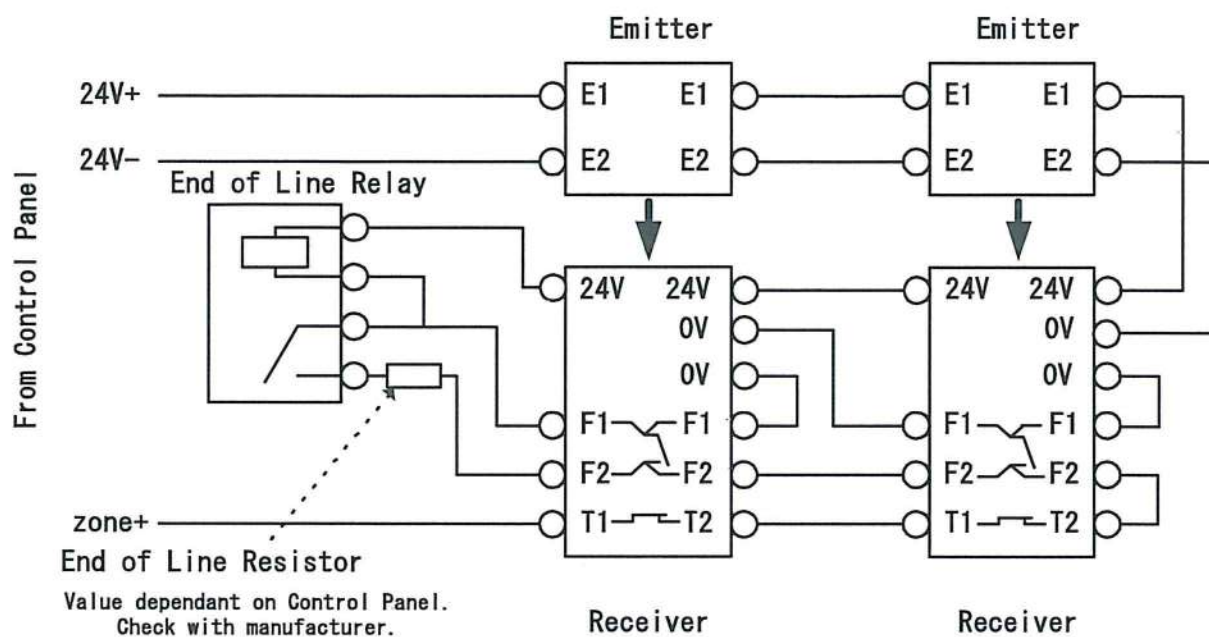 Emitter Emitter
24V+ E1 E1 E1 E1
24V- E2 E2 E2 E2
End of Line Relay
From Control Panel
24V 24V 24V 24V
0V 0V
0V 0V
F1 F1 F1 F1
F2 F2 F2 F2
zone+ T1 T2 T1 T2
End of Line Resistor
Value dependant on Control Panel.
Check with manufacturer.
Receiver Receiver